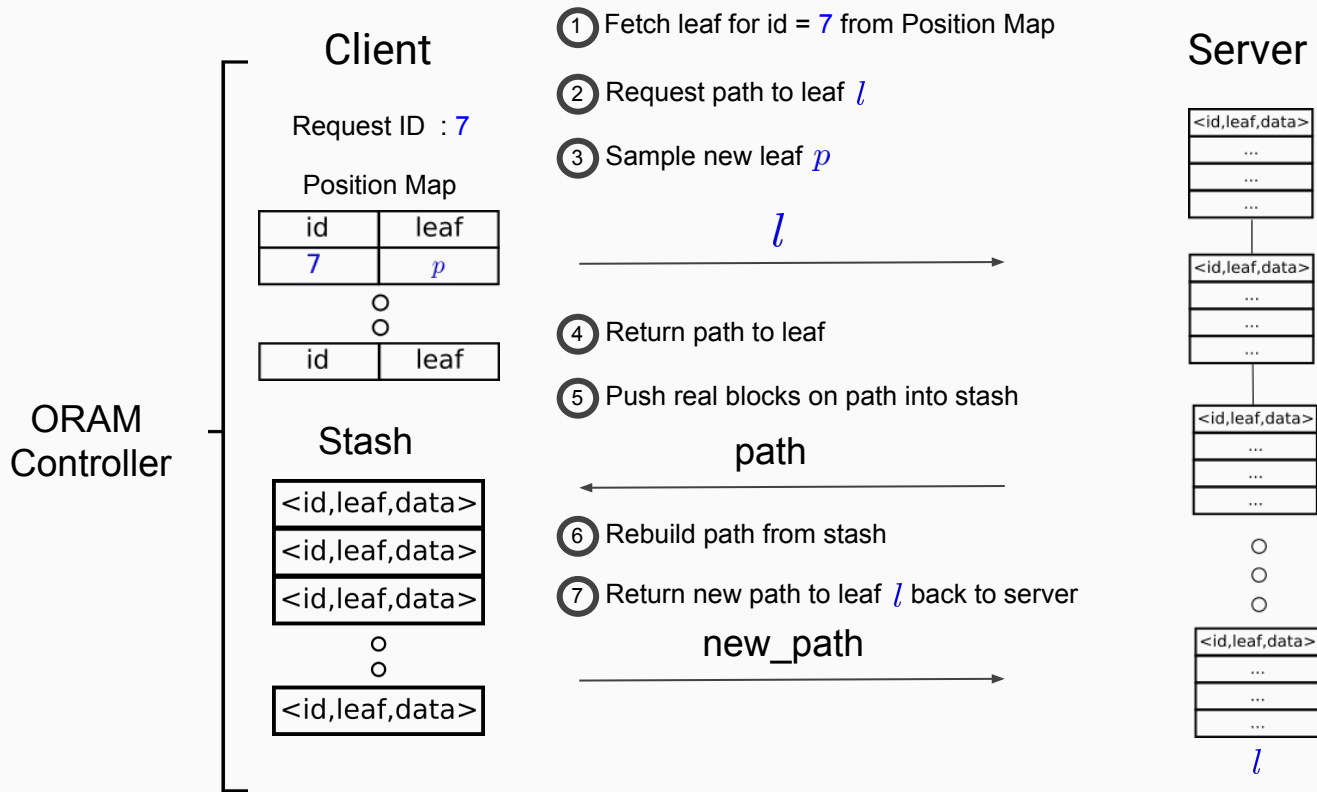 ORAM
Controller
Client
Request ID : 7
Position Map
id leaf
7 p
id leaf
Stash
<id,leaf,data>
<id,leaf,data>
<id,leaf,data>
<id,leaf,data>
1 Fetch leaf for id = 7 from Position Map
2 Request path to leaf l
3 Sample new leaf p
l
4 Return path to leaf
5 Push real blocks on path into stash
path
6 Rebuild path from stash
7 Return new path to leaf l back to server
new_path
Server
<id,leaf,data>
...
...
...
<id,leaf,data>
...
...
...
<id,leaf,data>
...
...
...
<id,leaf,data>
...
...
...
l